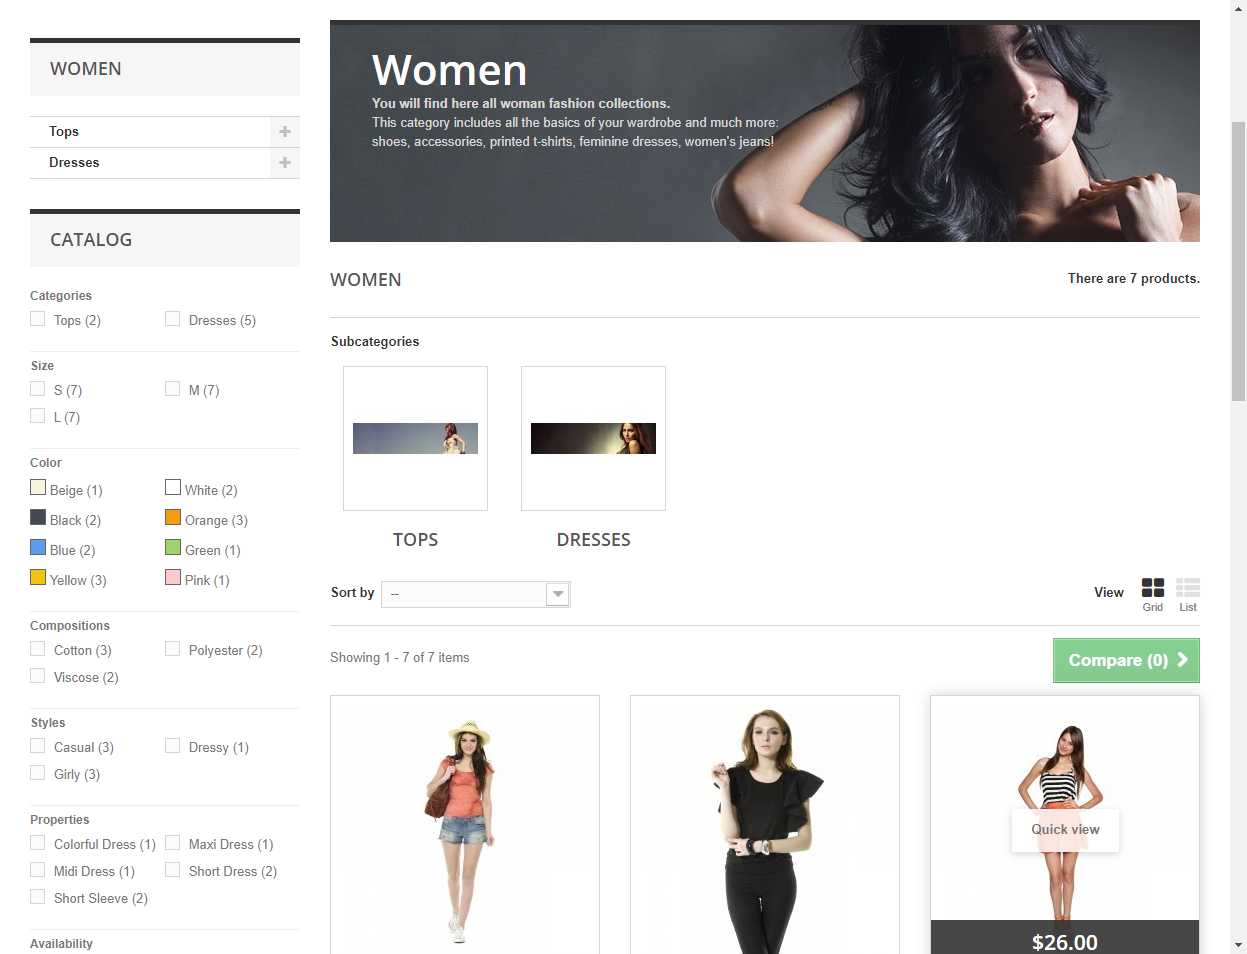 WOMEN
Tops
Dresses
CATALOG
Categories
Tops (2)
Dresses (5)
Size
S (7)
M (7)
L (7)
Color
Beige (1)
White (2)
Black (2)
Orange (3)
Blue (2)
Green (1)
Yellow (3)
Pink (1)
Compositions
Cotton (3)
Polyester (2)
Viscose (2)
Styles
Casual (3)
Dressy (1)
Girly (3)
Properties
Colorful Dress (1)
Maxi Dress (1)
Midi Dress (1)
Short Dress (2)
Short Sleeve (2)
Availability
Women
You will find here all woman fashion collections.
This category includes all the basics of your wardrobe and much more:
shoes, accessories, printed t-shirts, feminine dresses, women's jeans!
WOMEN
There are 7 products.
Subcategories
TOPS
DRESSES
Sort by
--
View
Grid
List
Showing 1 - 7 of 7 items
Compare (0)
Quick view
$26.00